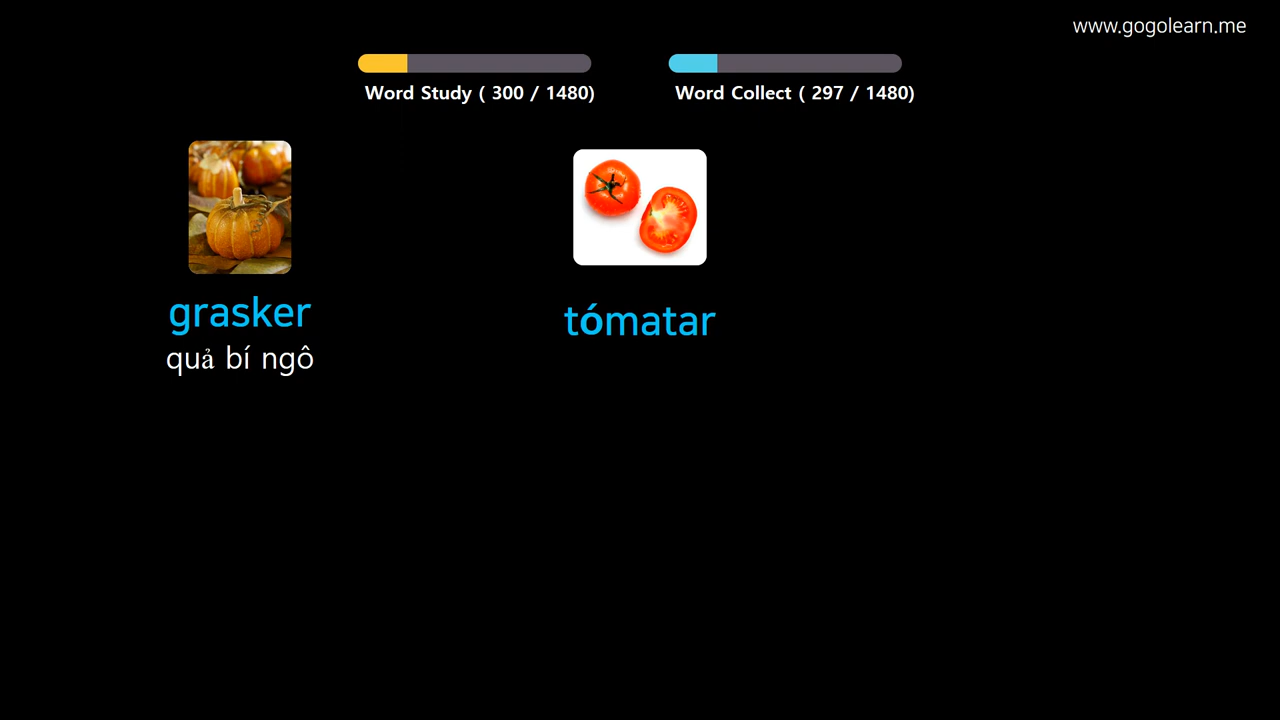 www.gogolearn.me
Word Study ( 300 / 1480)
Word Collect ( 297 / 1480)
grasker
quả bí ngô
tómatar